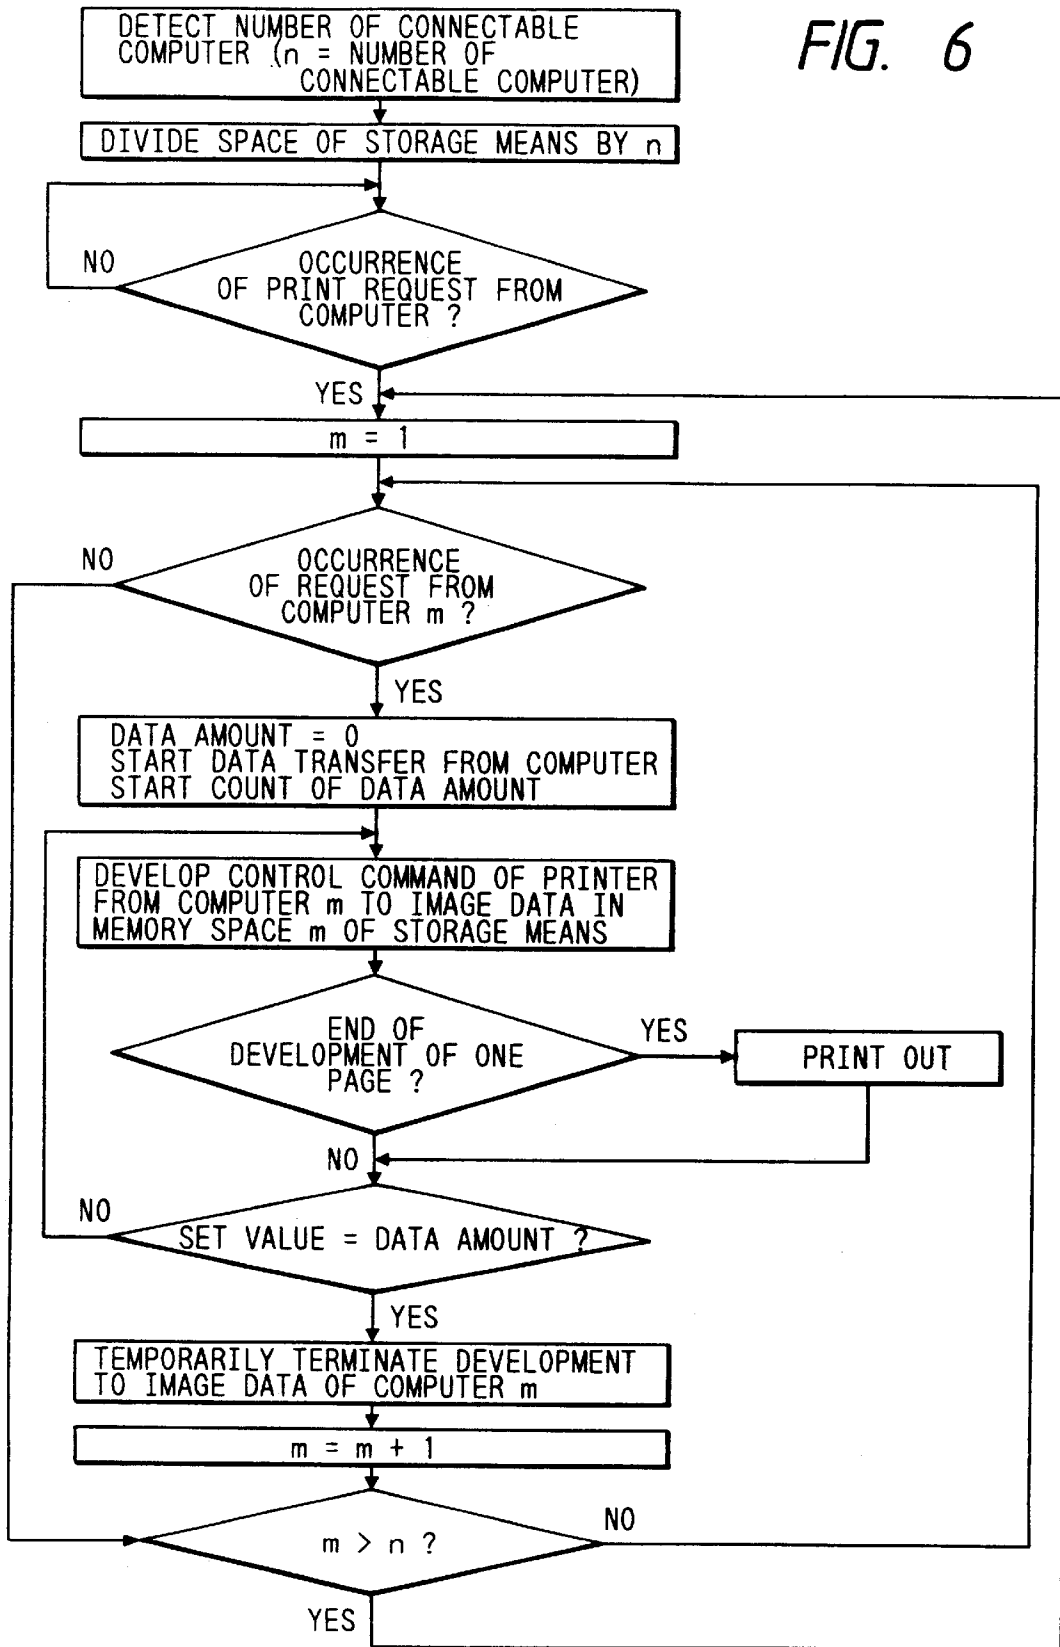 FIG. 6
DETECT NUMBER OF CONNECTABLE
COMPUTER (n = NUMBER OF
CONNECTABLE COMPUTER)
DIVIDE SPACE OF STORAGE MEANS BY n
NO
OCCURRENCE
OF PRINT REQUEST FROM
COMPUTER ?
YES
m = 1
NO
OCCURRENCE
OF REQUEST FROM
COMPUTER m ?
YES
DATA AMOUNT = 0
START DATA TRANSFER FROM COMPUTER
START COUNT OF DATA AMOUNT
DEVELOP CONTROL COMMAND OF PRINTER
FROM COMPUTER m TO IMAGE DATA IN
MEMORY SPACE m OF STORAGE MEANS
END OF
DEVELOPMENT OF ONE
PAGE ?
YES
PRINT OUT
NO
NO
SET VALUE = DATA AMOUNT ?
YES
TEMPORARILY TERMINATE DEVELOPMENT
TO IMAGE DATA OF COMPUTER m
m = m + 1
m > n ?
NO
YES